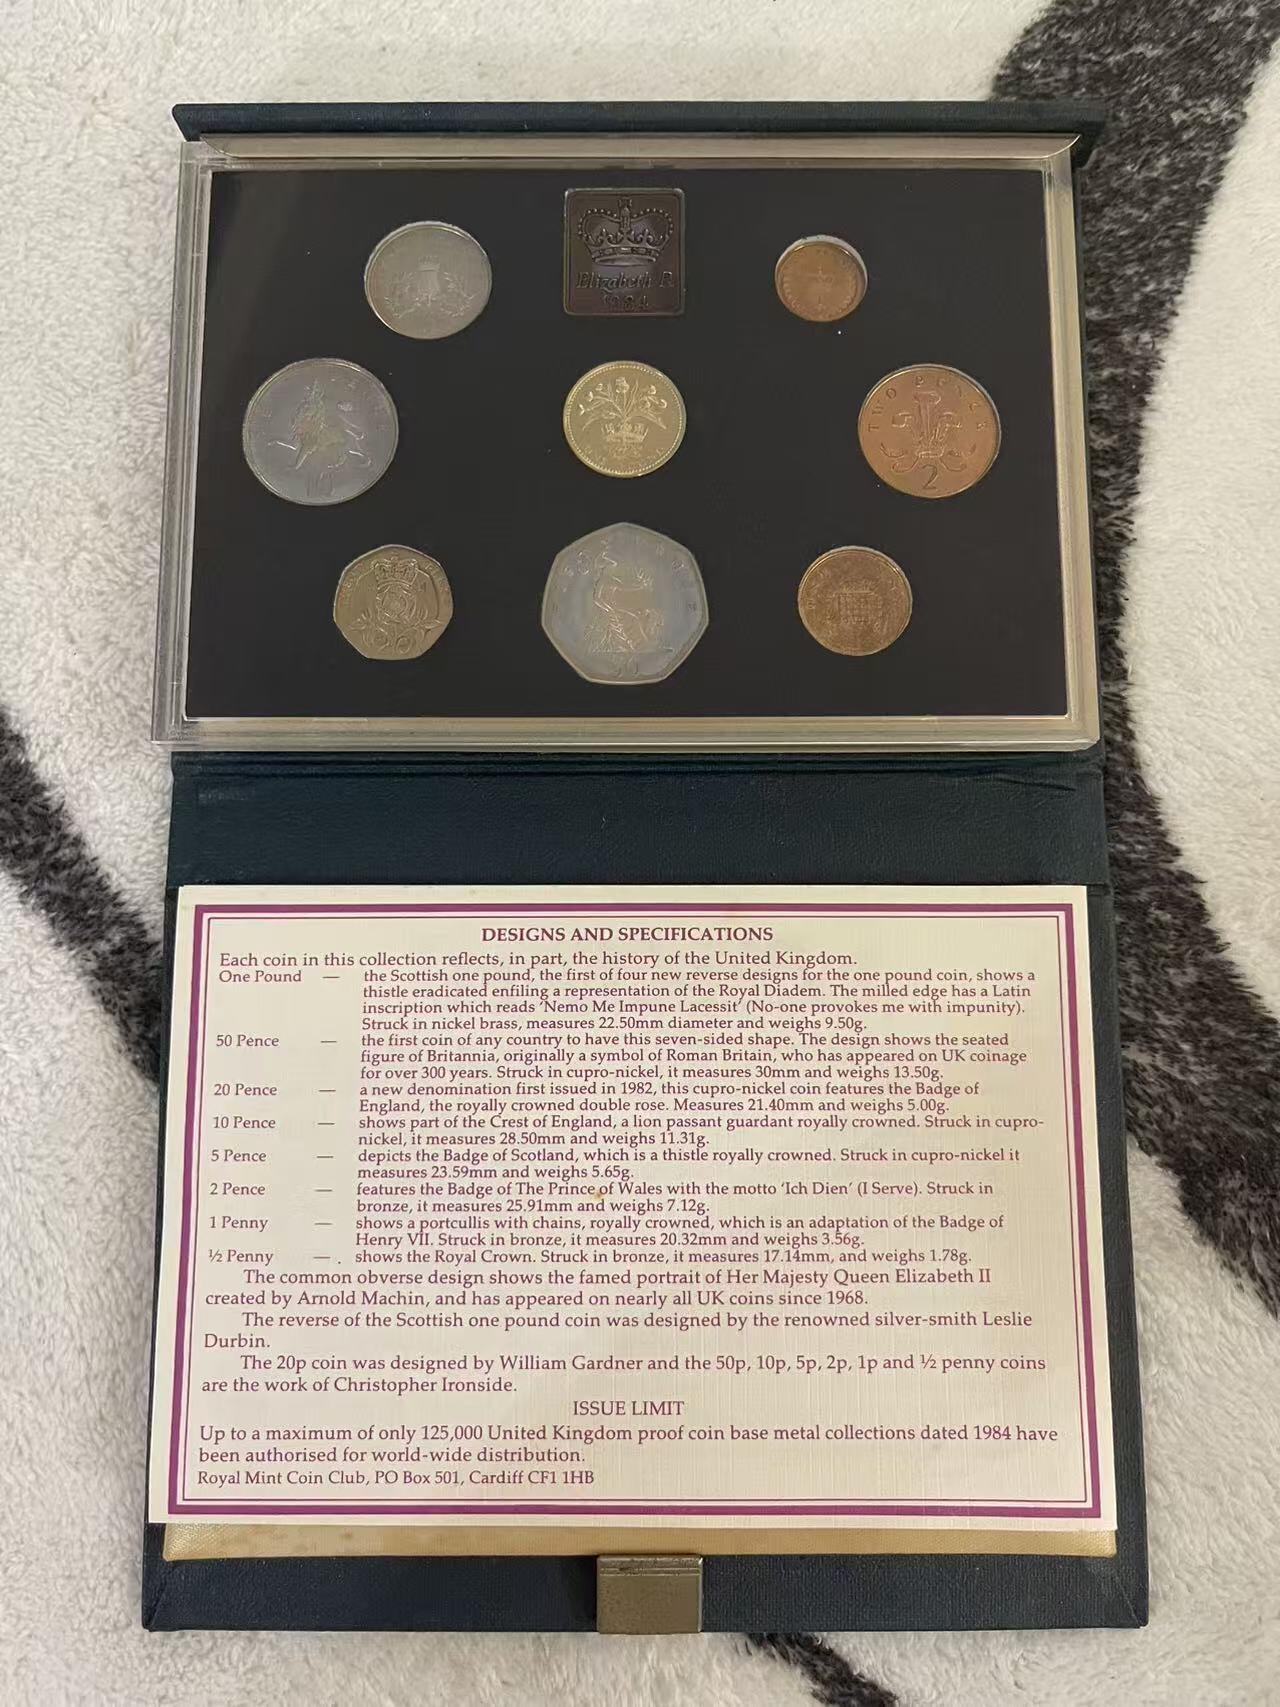 Elizabeth R
1984
10
TWO PENCE
2
20
50
DESIGNS AND SPECIFICATIONS
Each coin in this collection reflects, in part, the history of the United Kingdom.
One Pound — the Scottish one pound, the first of four new reverse designs for the one pound coin, shows a
thistle eradicated enfiling a representation of the Royal Diadem. The milled edge has a Latin
inscription which reads ‘Nemo Me Impune Lacessit’ (No-one provokes me with impunity).
Struck in nickel brass, measures 22.50mm diameter and weighs 9.50g.
50 Pence — the first coin of any country to have this seven-sided shape. The design shows the seated
figure of Britannia, originally a symbol of Roman Britain, who has appeared on UK coinage
for over 300 years. Struck in cupro-nickel, it measures 30mm and weighs 13.50g.
20 Pence — a new denomination first issued in 1982, this cupro-nickel coin features the Badge of
England, the royally crowned double rose. Measures 21.40mm and weighs 5.00g.
10 Pence — shows part of the Crest of England, a lion passant guardant royally crowned. Struck in cupro-
nickel, it measures 28.50mm and weighs 11.31g.
5 Pence — depicts the Badge of Scotland, which is a thistle royally crowned. Struck in cupro-nickel it
measures 23.59mm and weighs 5.65g.
2 Pence — features the Badge of The Prince of Wales with the motto ‘Ich Dien’ (I Serve). Struck in
bronze, it measures 25.91mm and weighs 7.12g.
1 Penny — shows a portcullis with chains, royally crowned, which is an adaptation of the Badge of
Henry VII. Struck in bronze, it measures 20.32mm and weighs 3.56g.
½ Penny — . shows the Royal Crown. Struck in bronze, it measures 17.14mm, and weighs 1.78g.
The common obverse design shows the famed portrait of Her Majesty Queen Elizabeth II
created by Arnold Machin, and has appeared on nearly all UK coins since 1968.
The reverse of the Scottish one pound coin was designed by the renowned silver-smith Leslie
Durbin.
The 20p coin was designed by William Gardner and the 50p, 10p, 5p, 2p, 1p and ½ penny coins
are the work of Christopher Ironside.
ISSUE LIMIT
Up to a maximum of only 125,000 United Kingdom proof coin base metal collections dated 1984 have
been authorised for world-wide distribution.
Royal Mint Coin Club, PO Box 501, Cardiff CF1 1HB